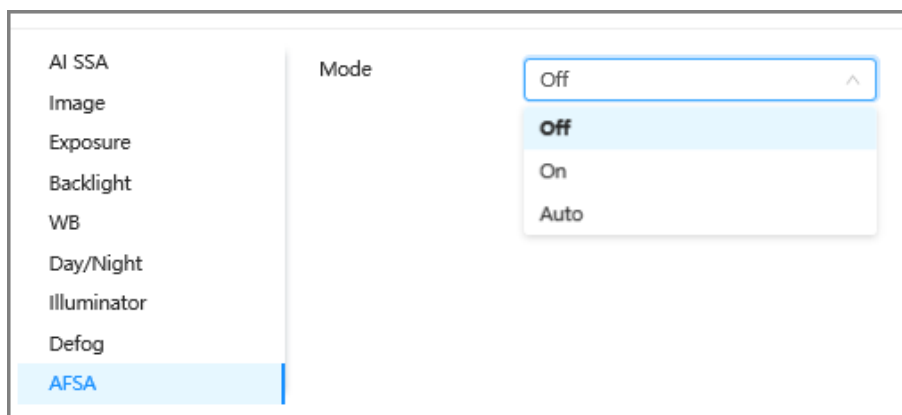 AI SSA
Image
Exposure
Backlight
WB
Day/Night
Illuminator
Defog
AFSA
Mode
Off
Off
On
Auto